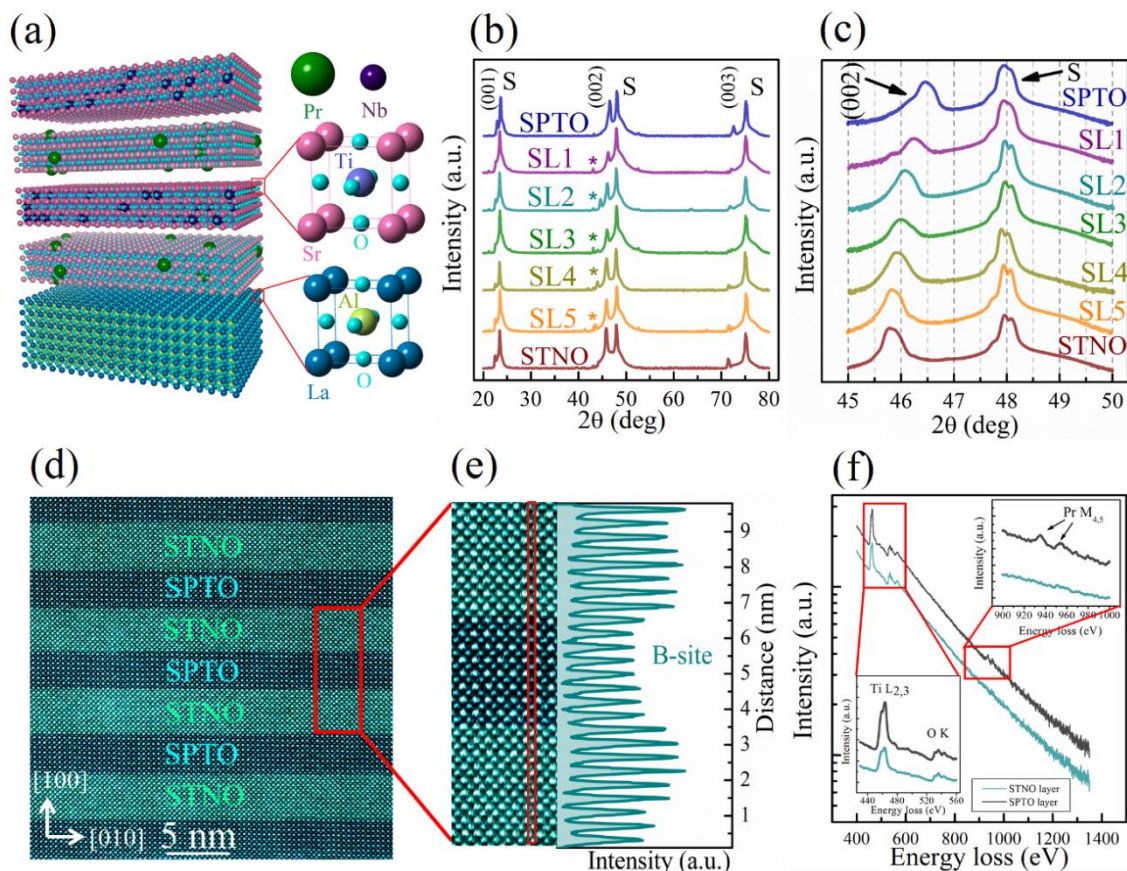 (a)
Pr
Nb
Ti
Sr
O
Al
La
O
(b)
Intensity (a.u.)
(001)
S
(002)
S
(003)
S
SPTO
SL1
*
SL2
*
SL3
*
SL4
*
SL5
*
STNO
20 30 40 50 60 70 80
2θ (deg)
(c)
Intensity (a.u.)
(002)
S
SPTO
SL1
SL2
SL3
SL4
SL5
STNO
45 46 47 48 49 50
2θ (deg)
(d)
STNO
SPTO
STNO
SPTO
STNO
SPTO
STNO
[100]
[010]
5 nm
(e)
9
8
7
6
5
4
3
2
1
B-site
Distance (nm)
Intensity (a.u.)
(f)
Intensity (a.u.)
Pr M4,5
Intensity (a.u.)
900 920 940 960 980 1000
Energy loss (eV)
Ti L2,3
O K
Intensity (a.u.)
440 480 520 560
Energy loss (eV)
STNO layer
SPTO layer
400 600 800 1000 1200 1400
Energy loss (eV)